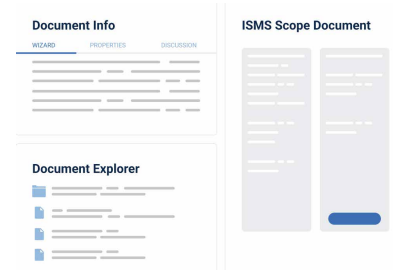 Document Info
WIZARD PROPERTIES DISCUSSION
Document Explorer
ISMS Scope Document